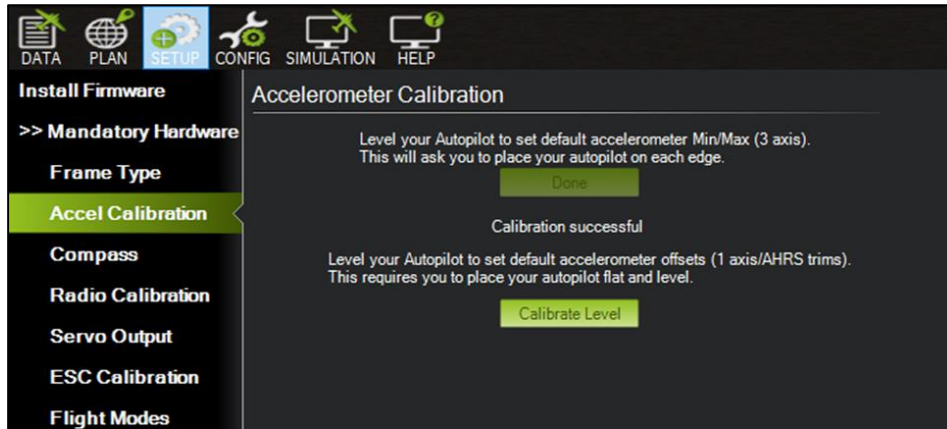 DATA PLAN SETUP CONFIG SIMULATION HELP
Install Firmware
>> Mandatory Hardware
Frame Type
Accel Calibration
Compass
Radio Calibration
Servo Output
ESC Calibration
Flight Modes
Accelerometer Calibration
Level your Autopilot to set default accelerometer Min/Max (3 axis).
This will ask you to place your autopilot on each edge.
Done
Calibration successful
Level your Autopilot to set default accelerometer offsets (1 axis/AHRS trims).
This requires you to place your autopilot flat and level.
Calibrate Level